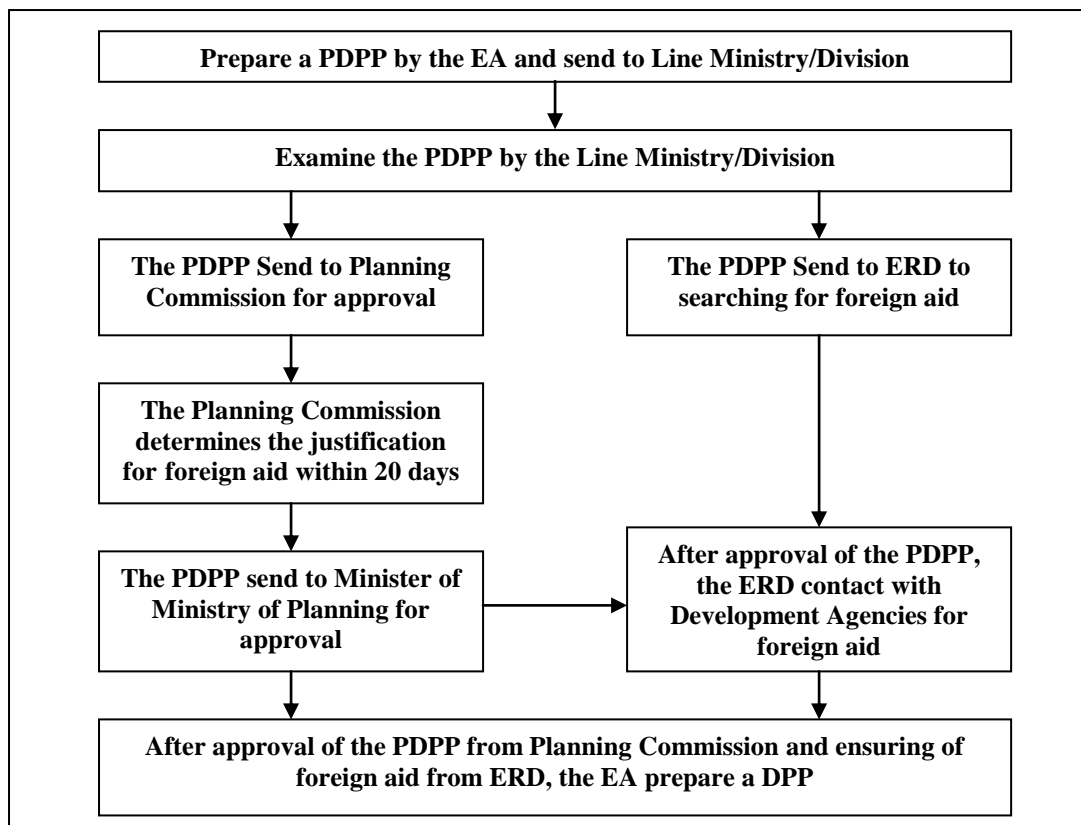 Prepare a PDPP by the EA and send to Line Ministry/Division
Examine the PDPP by the Line Ministry/Division
The PDPP Send to Planning
Commission for approval
The PDPP Send to ERD to
searching for foreign aid
The Planning Commission
determines the justification
for foreign aid within 20 days
The PDPP send to Minister of
Ministry of Planning for
approval
After approval of the PDPP,
the ERD contact with
Development Agencies for
foreign aid
After approval of the PDPP from Planning Commission and ensuring of
foreign aid from ERD, the EA prepare a DPP